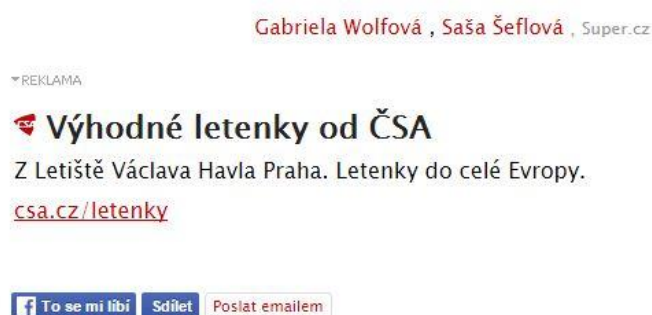 Gabriela Wolfová , Saša Šeflová , Super.cz
REKLAMA
Výhodné letenky od ČSA
Z Letiště Václava Havla Praha. Letenky do celé Evropy.
csa.cz/letenky
To se mi líbí Sdílet Poslat emailem